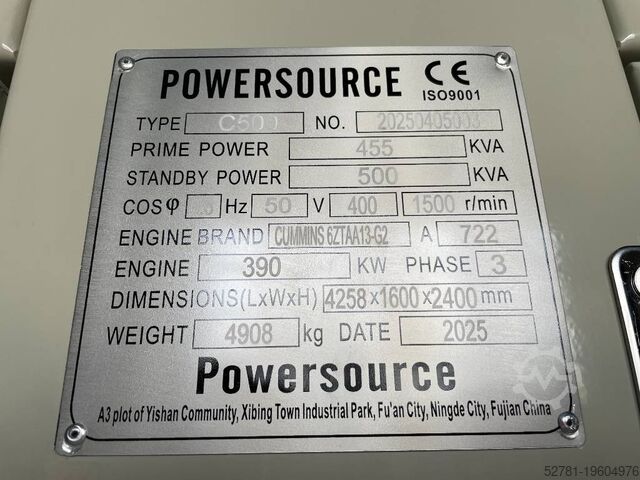 POWERSOURCE CE
ISO9001
TYPE C500 NO. 20250405003
PRIME POWER 455 KVA
STANDBY POWER 500 KVA
COSφ Hz 50 V 400 1500 r/min
ENGINE BRAND CUMMINS 6ZTAA13-G2 A 722
ENGINE 390 KW PHASE 3
DIMENSIONS(LxWxH) 4258x1600x2400 mm
WEIGHT 4908 kg DATE 2025
Powersource
A3 plot of Yishan Community, Xibing Town Industrial Park, Fu'an City, Ningde City, Fujian China
52781-19604976